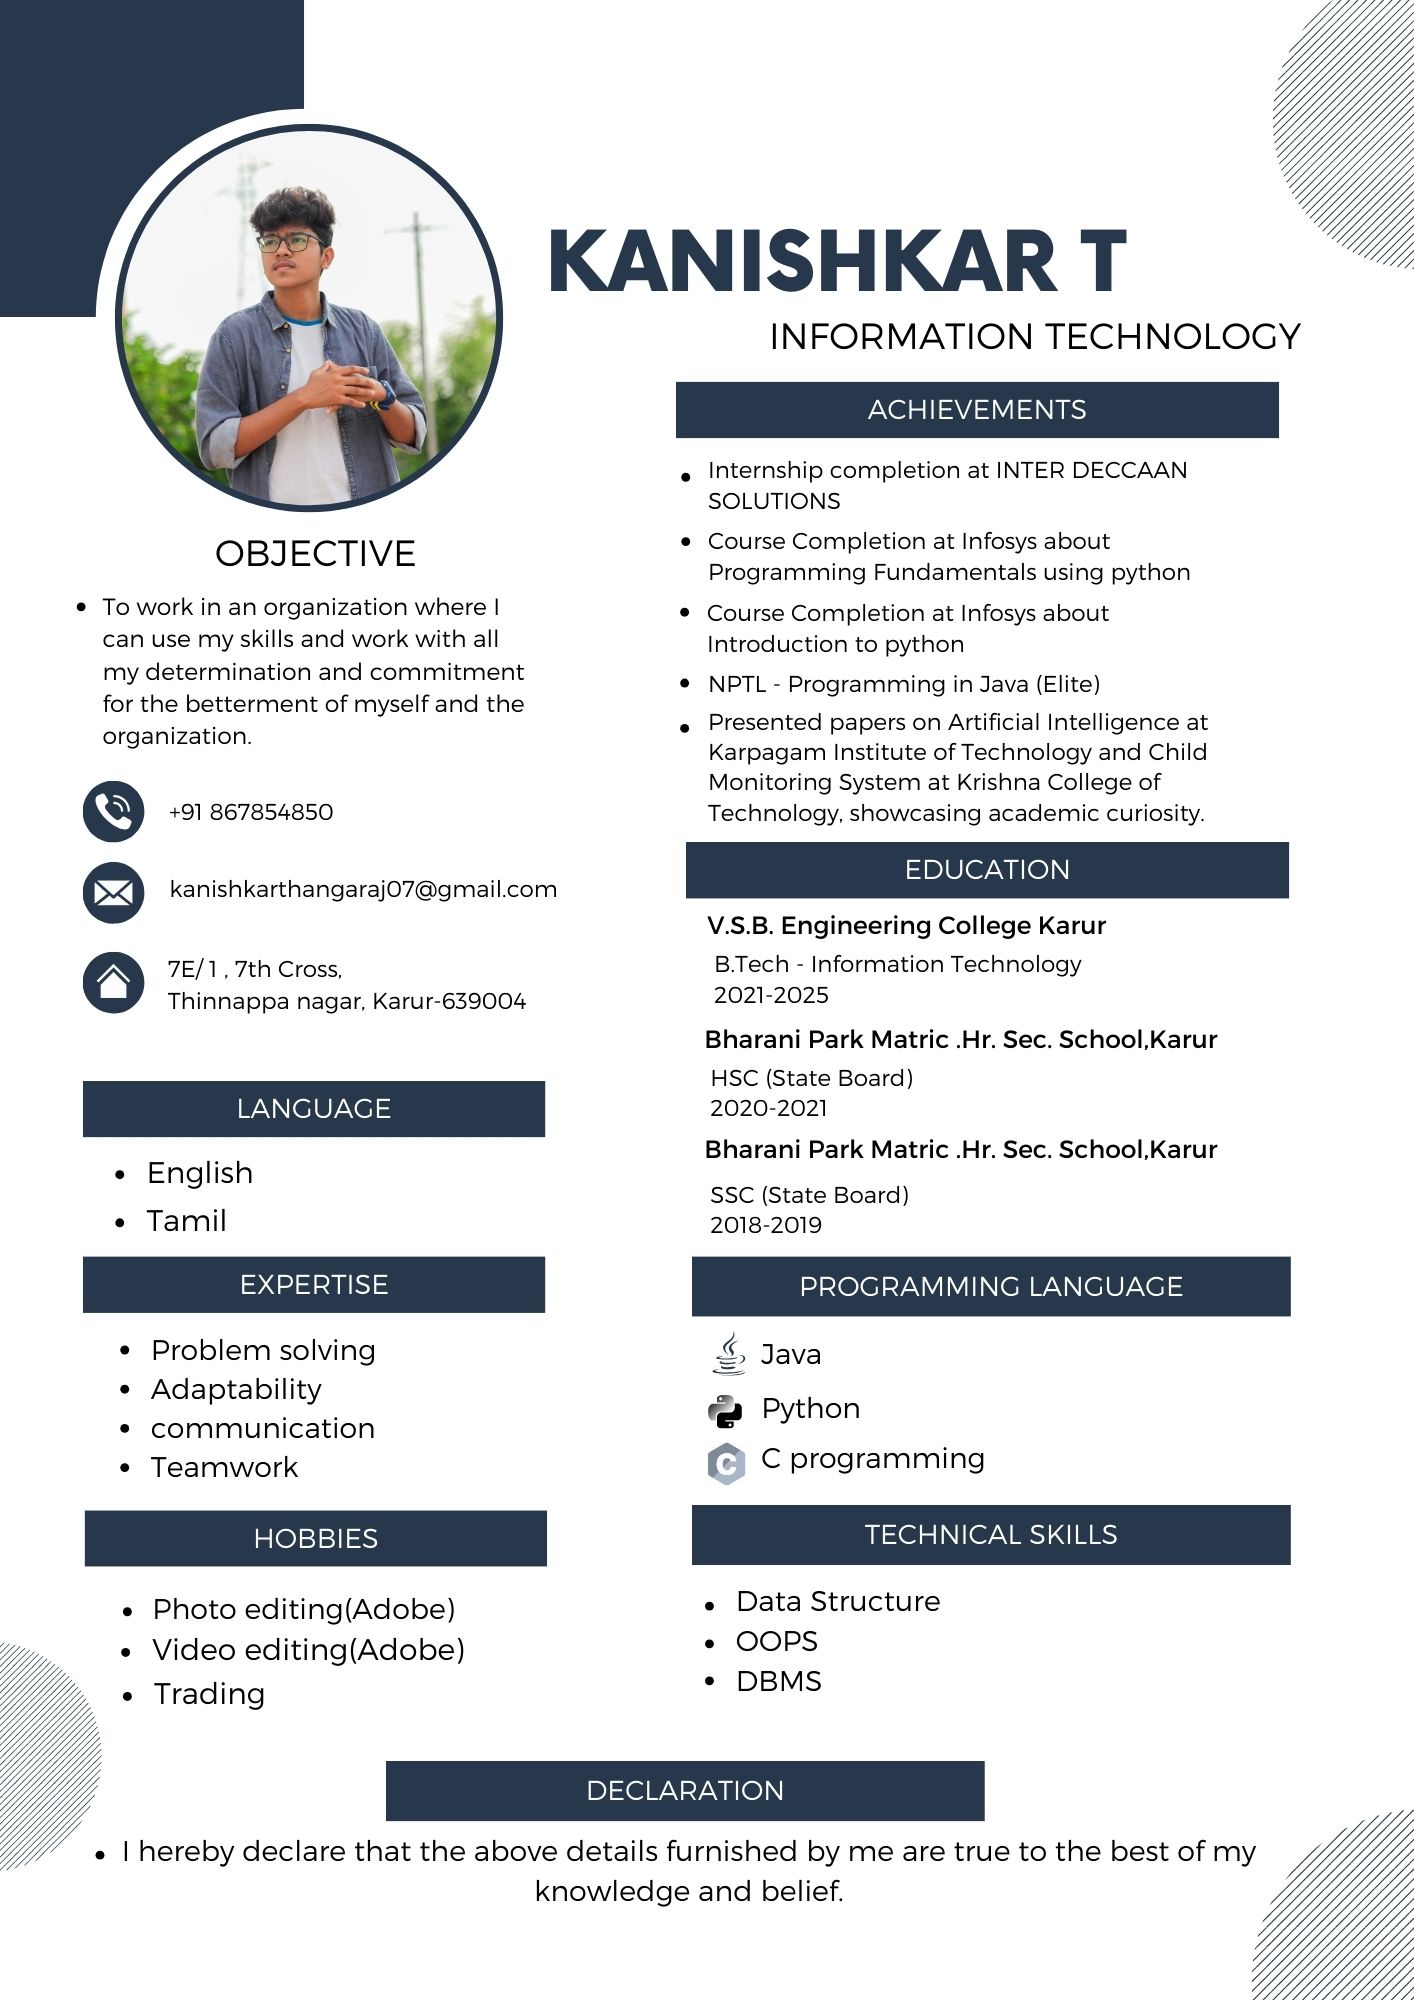 KANISHKAR T
INFORMATION TECHNOLOGY
OBJECTIVE
• To work in an organization where I
can use my skills and work with all
my determination and commitment
for the betterment of myself and the
organization.
+91 867854850
kanishkarthangaraj07@gmail.com
7E/ 1 , 7th Cross,
Thinnappa nagar, Karur-639004
LANGUAGE
• English
• Tamil
EXPERTISE
• Problem solving
• Adaptability
• communication
• Teamwork
HOBBIES
• Photo editing(Adobe)
• Video editing(Adobe)
• Trading
ACHIEVEMENTS
• Internship completion at INTER DECCAAN
SOLUTIONS
• Course Completion at Infosys about
Programming Fundamentals using python
• Course Completion at Infosys about
Introduction to python
• NPTL - Programming in Java (Elite)
• Presented papers on Artificial Intelligence at
Karpagam Institute of Technology and Child
Monitoring System at Krishna College of
Technology, showcasing academic curiosity.
EDUCATION
V.S.B. Engineering College Karur
B.Tech - Information Technology
2021-2025
Bharani Park Matric .Hr. Sec. School,Karur
HSC (State Board)
2020-2021
Bharani Park Matric .Hr. Sec. School,Karur
SSC (State Board)
2018-2019
PROGRAMMING LANGUAGE
Java
Python
C C programming
TECHNICAL SKILLS
• Data Structure
• OOPS
• DBMS
DECLARATION
• I hereby declare that the above details furnished by me are true to the best of my
knowledge and belief.